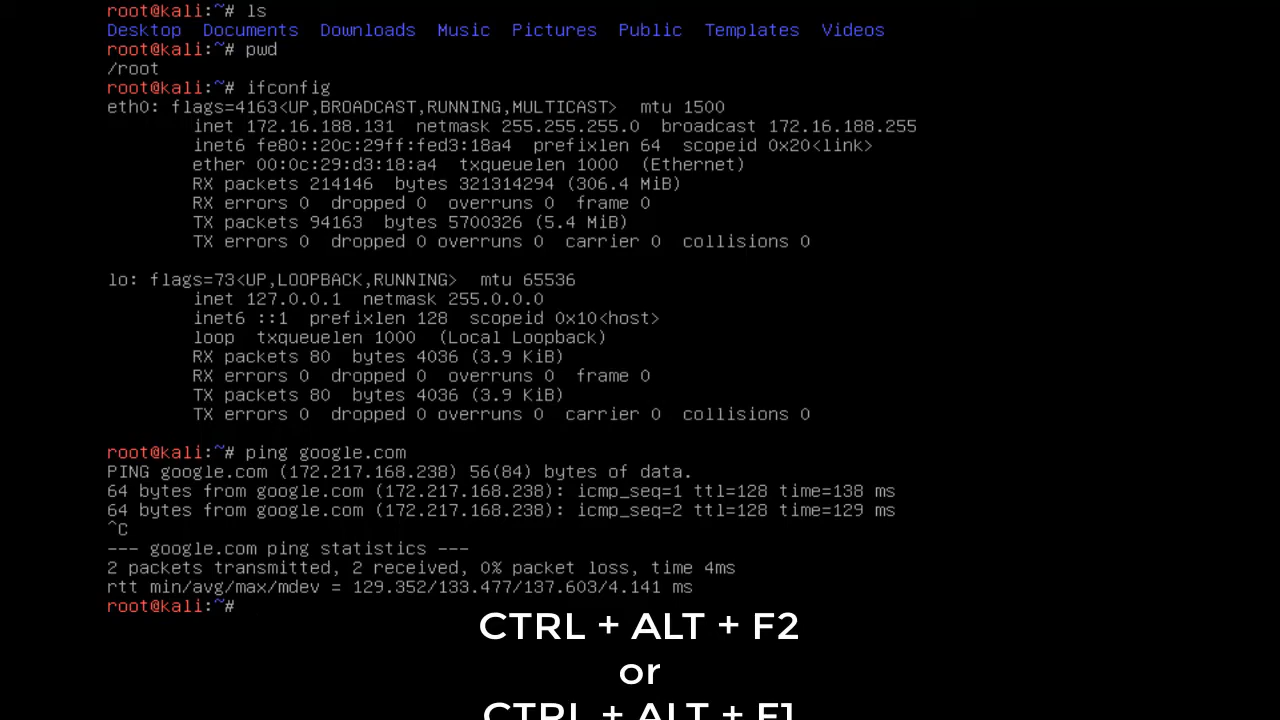 root@kali:~# ls
Desktop  Documents  Downloads  Music  Pictures  Public  Templates  Videos
root@kali:~# pwd
/root
root@kali:~# ifconfig
eth0: flags=4163<UP,BROADCAST,RUNNING,MULTICAST>  mtu 1500
        inet 172.16.188.131  netmask 255.255.255.0  broadcast 172.16.188.255
        inet6 fe80::20c:29ff:fed3:18a4  prefixlen 64  scopeid 0x20<link>
        ether 00:0c:29:d3:18:a4  txqueuelen 1000  (Ethernet)
        RX packets 214146  bytes 321314294 (306.4 MiB)
        RX errors 0  dropped 0  overruns 0  frame 0
        TX packets 94163  bytes 5700326 (5.4 MiB)
        TX errors 0  dropped 0 overruns 0  carrier 0  collisions 0
lo: flags=73<UP,LOOPBACK,RUNNING>  mtu 65536
        inet 127.0.0.1  netmask 255.0.0.0
        inet6 ::1  prefixlen 128  scopeid 0x10<host>
        loop  txqueuelen 1000  (Local Loopback)
        RX packets 80  bytes 4036 (3.9 KiB)
        RX errors 0  dropped 0  overruns 0  frame 0
        TX packets 80  bytes 4036 (3.9 KiB)
        TX errors 0  dropped 0 overruns 0  carrier 0  collisions 0
root@kali:~# ping google.com
PING google.com (172.217.168.238) 56(84) bytes of data.
64 bytes from google.com (172.217.168.238): icmp_seq=1 ttl=128 time=138 ms
64 bytes from google.com (172.217.168.238): icmp_seq=2 ttl=128 time=129 ms
^C
--- google.com ping statistics ---
2 packets transmitted, 2 received, 0% packet loss, time 4ms
rtt min/avg/max/mdev = 129.352/133.477/137.603/4.141 ms
root@kali:~#
CTRL + ALT + F2
or
CTRL + ALT + F1